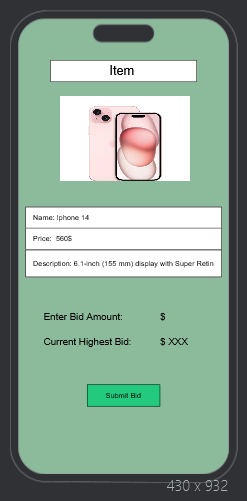 Item
Name: Iphone 14
Price: 560$
Description: 6.1-inch (155 mm) display with Super Retin
Enter Bid Amount: $
Current Highest Bid: $ XXX
Submit Bid
430 x 932